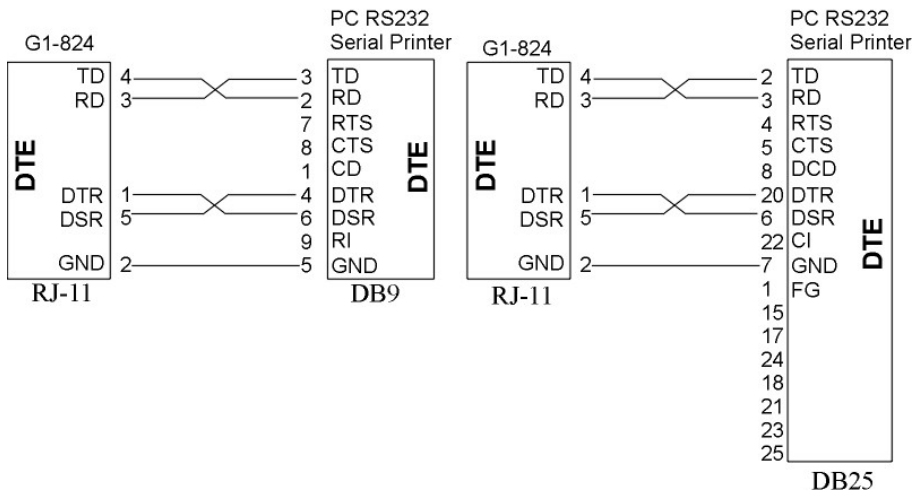 PC RS232
Serial Printer
G1-824
TD 4 3 TD
RD 3 2 RD
7 RTS
8 CTS
1 CD
DTE
DTE
DTR 1 4 DTR
DSR 5 6 DSR
9 RI
GND 2 5 GND
RJ-11
DB9
PC RS232
Serial Printer
G1-824
TD 4 2 TD
RD 3 3 RD
4 RTS
5 CTS
8 DCD
DTE
DTE
DTR 1 20 DTR
DSR 5 6 DSR
22 CI
GND 2 7 GND
1 FG
RJ-11
15
17
24
18
21
23
25
DB25